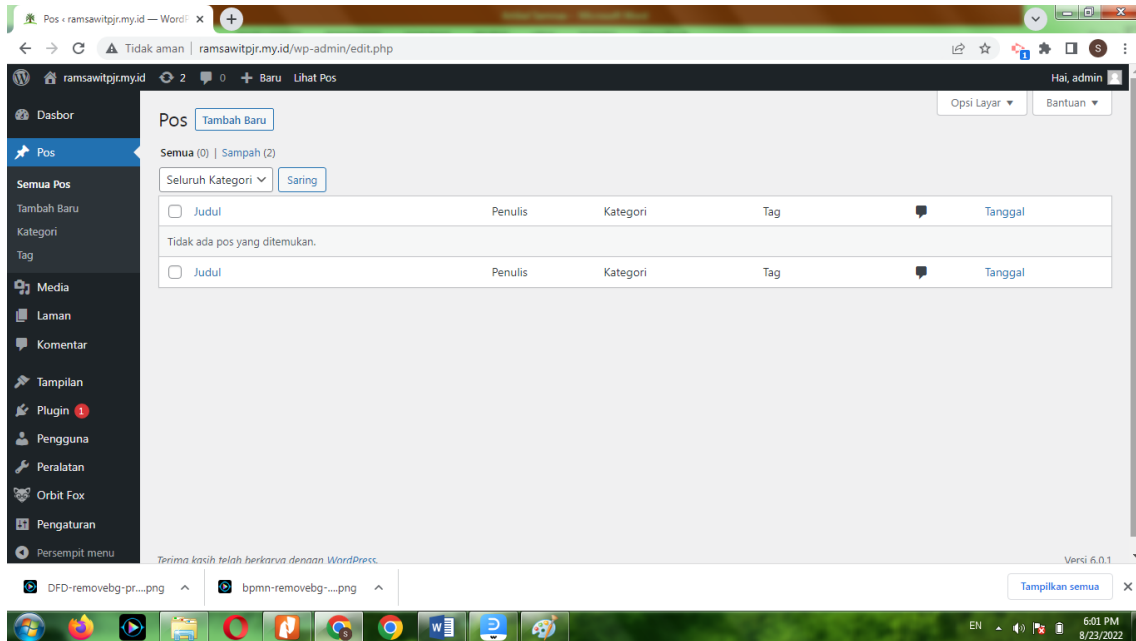 Pos ‹ ramsawitpjr.my.id — WordF
Tidak aman ramsawitpjr.my.id/wp-admin/edit.php
S
1
ramsawitpjr.my.id 2 0 Baru Lihat Pos Hai, admin
Opsi Layar Bantuan
Dasbor
Pos
Semua Pos
Tambah Baru
Kategori
Tag
Media
Laman
Komentar
Tampilan
Plugin 1
Pengguna
Peralatan
Orbit Fox
Pengaturan
Persempit menu
Pos Tambah Baru
Semua (0) | Sampah (2)
Seluruh Kategori Saring
Judul Penulis Kategori Tag Tanggal
Tidak ada pos yang ditemukan.
Judul Penulis Kategori Tag Tanggal
Terima kasih telah berkarya dengan WordPress. Versi 6.0.1
DFD-removebg-pr....png bpmn-removebg-....png Tampilkan semua
EN 6:01 PM
8/23/2022